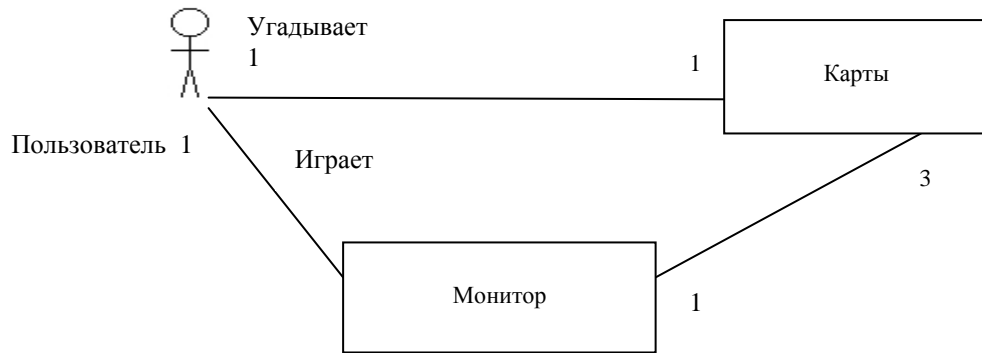 Угадывает
1
1
Карты
Пользователь 1
Играет
3
Монитор
1